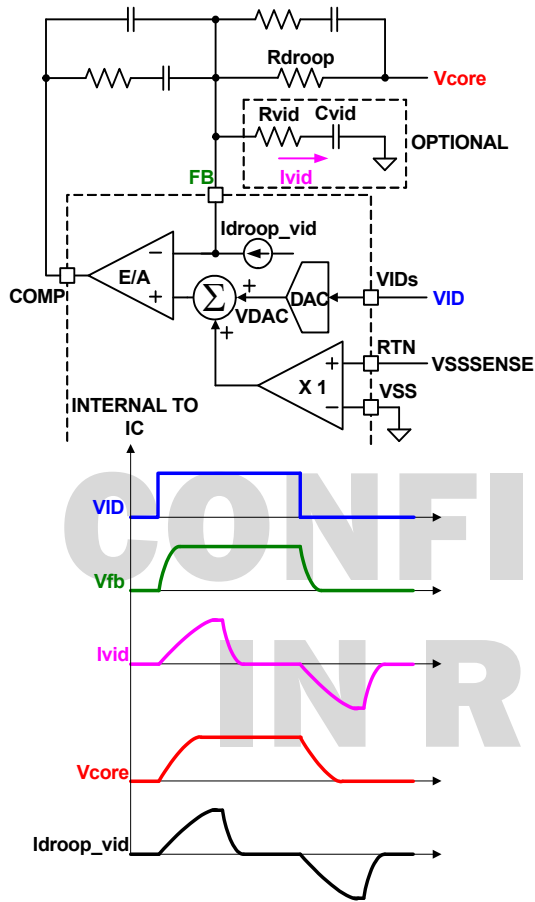 Rdroop
Vcore
Rvid Cvid
OPTIONAL
Ivid
FB
Idroop_vid
E/A
−
+
COMP
Σ
+
+
VDAC
DAC
VIDs
VID
RTN
VSSSENSE
X 1
+
−
VSS
INTERNAL TO
IC
VID
CONFI
Vfb
Ivid
IN R
Vcore
Idroop_vid